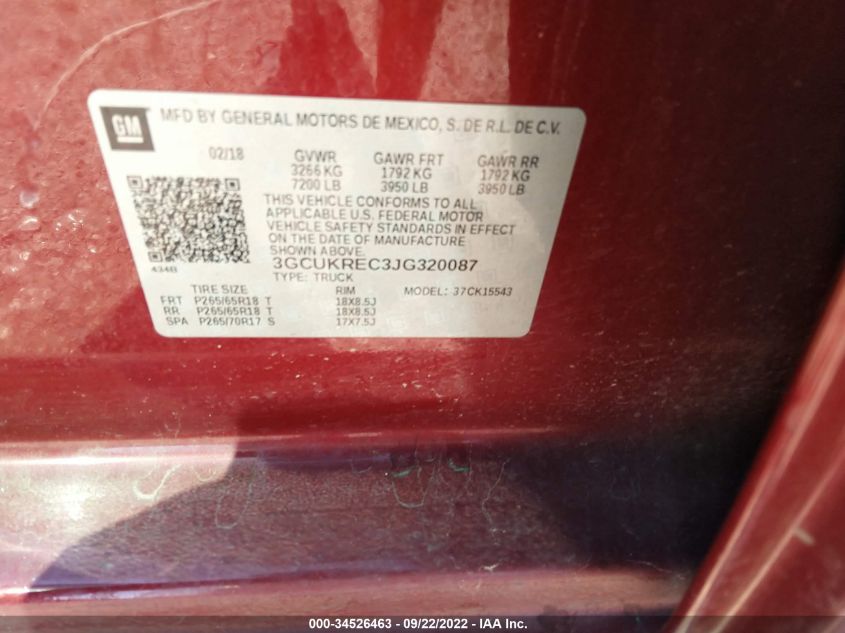 GM
MFD BY GENERAL MOTORS DE MEXICO, S. DE R.L. DE C.V.
02/18 GVWR GAWR FRT GAWR RR
3266 KG 1792 KG 1792 KG
7200 LB 3950 LB 3950 LB
THIS VEHICLE CONFORMS TO ALL
APPLICABLE U.S. FEDERAL MOTOR
VEHICLE SAFETY STANDARDS IN EFFECT
ON THE DATE OF MANUFACTURE
SHOWN ABOVE.
434B 3GCUKREC3JG320087
TYPE: TRUCK
TIRE SIZE RIM MODEL: 37CK15543
FRT P265/65R18 T 18X8.5J
RR P265/65R18 T 18X8.5J
SPA P265/70R17 S 17X7.5J
000-34526463 - 09/22/2022 - IAA Inc.